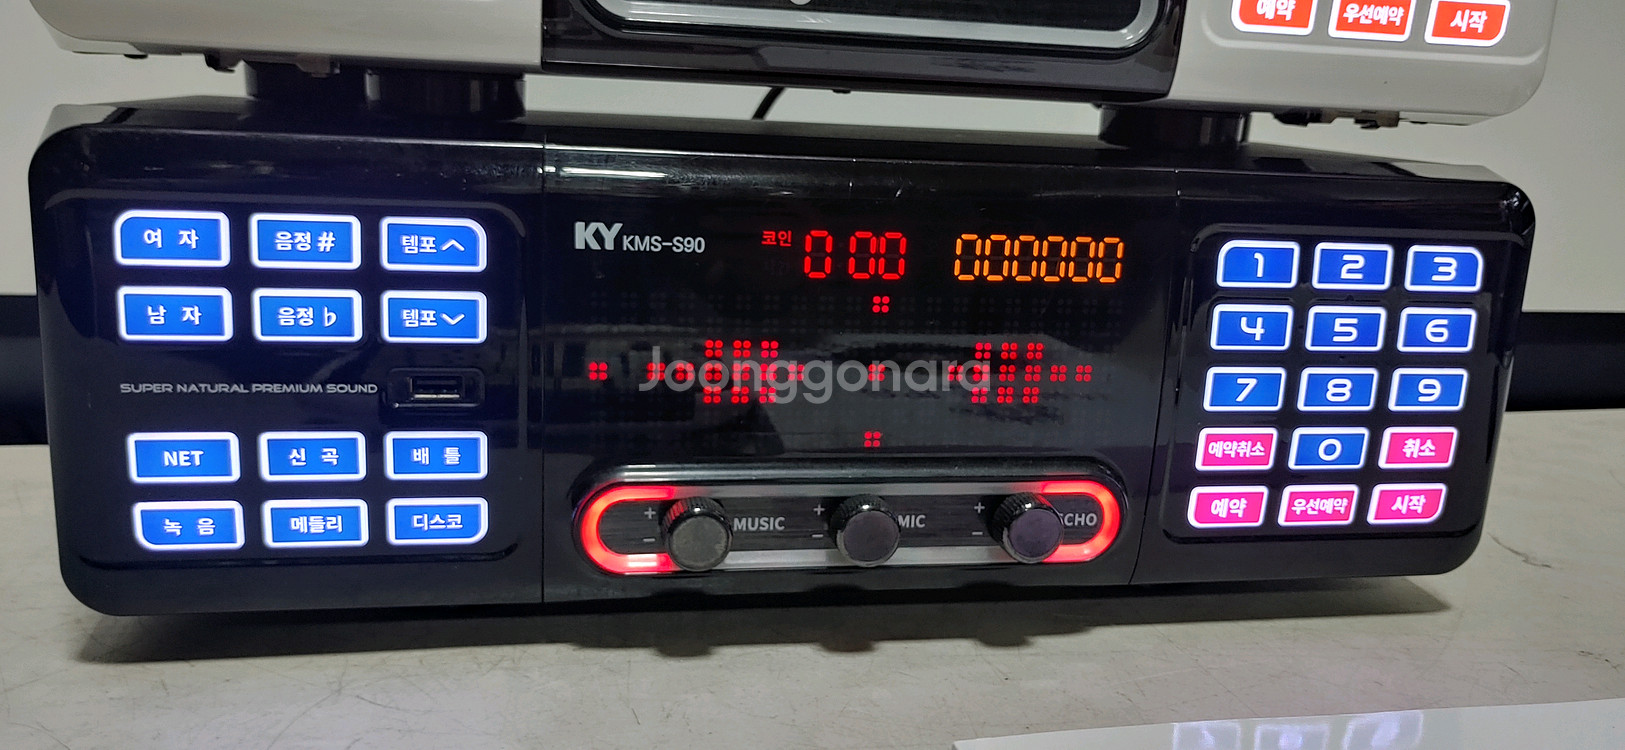 예약 우선예약 시작
여 자 음정 # 템포
남 자 음정 ♭ 템포
SUPER NATURAL PREMIUM SOUND
NET 신 곡 배 틀
녹 음 메들리 디스코
KY KMS-S90
코인 0 00 000000
Joonggonara
+ - MUSIC + - MIC + - ECHO
1 2 3
4 5 6
7 8 9
예약취소 0 취소
예약 우선예약 시작